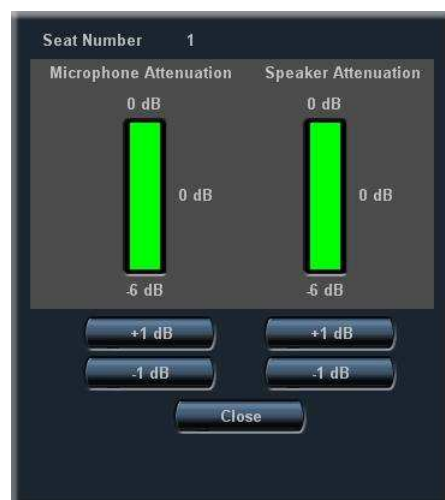 Seat Number 1
Microphone Attenuation Speaker Attenuation
0 dB 0 dB
0 dB 0 dB
-6 dB -6 dB
+1 dB +1 dB
-1 dB -1 dB
Close